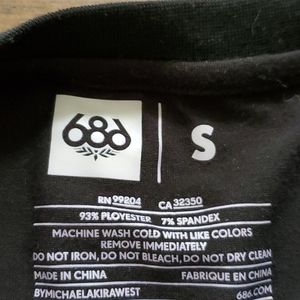 686 S
RN 99204 CA 32350
93% PLOYESTER 7% SPANDEX
MACHINE WASH COLD WITH LIKE COLORS
REMOVE IMMEDIATELY
DO NOT IRON, DO NOT BLEACH, DO NOT DRY CLEAN
MADE IN CHINA FABRIQUE EN CHINA
BYMICHAELAKIRAWEST 686.COM